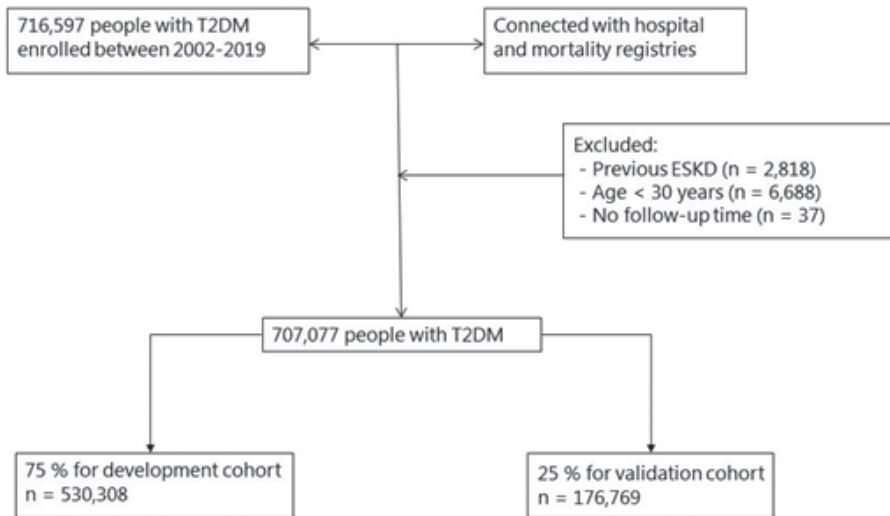 716,597 people with T2DM
enrolled between 2002-2019
Connected with hospital
and mortality registries
Excluded:
- Previous ESKD (n = 2,818)
- Age < 30 years (n = 6,688)
- No follow-up time (n = 37)
707,077 people with T2DM
75 % for development cohort
n = 530,308
25 % for validation cohort
n = 176,769